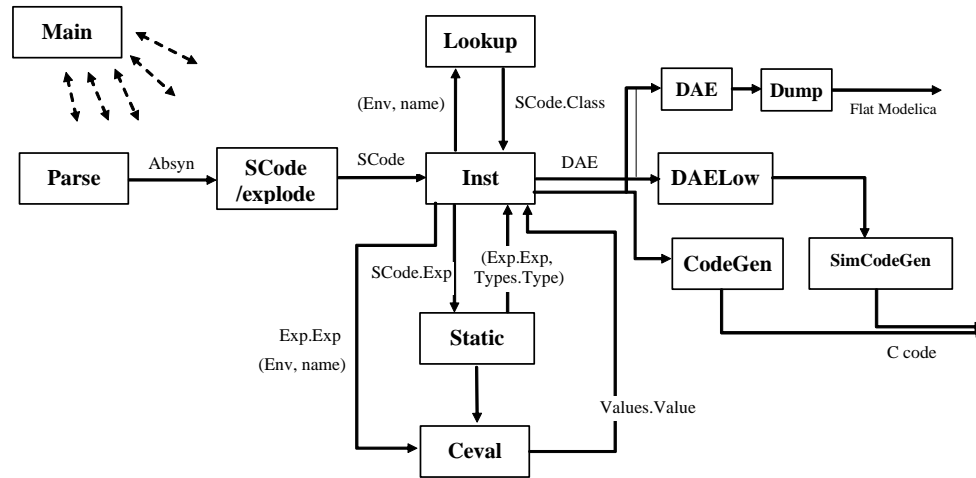 Main
Lookup
(Env, name)
SCode.Class
DAE
Dump
Flat Modelica
Parse
Absyn
SCode
/explode
SCode
Inst
DAE
DAELow
SCode.Exp
(Exp.Exp,
Types.Type)
CodeGen
SimCodeGen
Exp.Exp
(Env, name)
Static
C code
Values.Value
Ceval